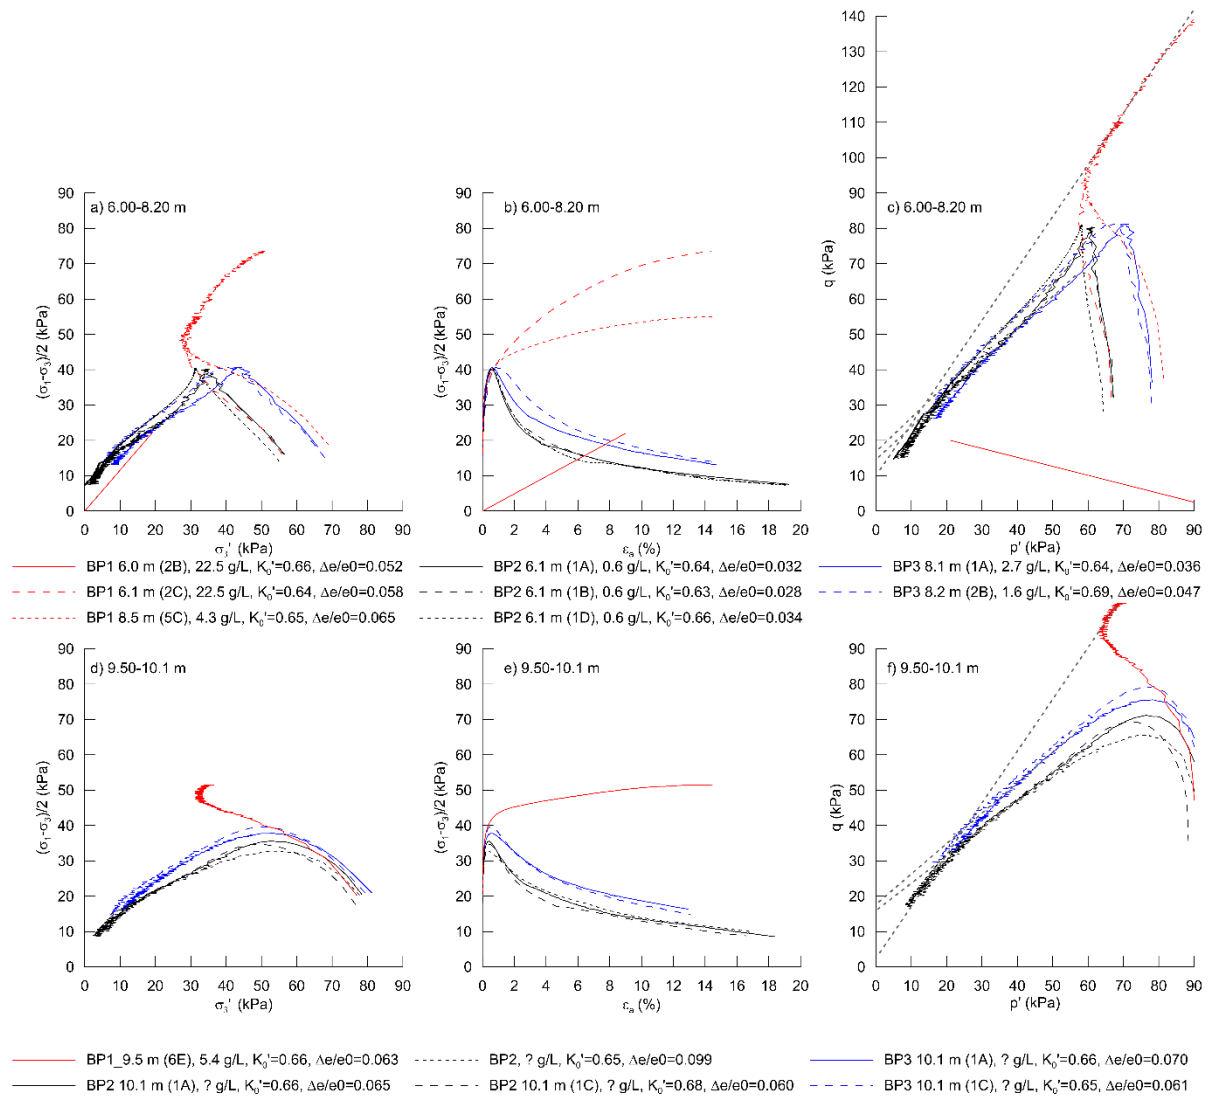 140
120
100
80
60
40
20
0
0 10 20 30 40 50 60 70 80 90
q (kPa)
p' (kPa)
c) 6.00-8.20 m
90
80
70
60
50
40
30
20
10
0
0 10 20 30 40 50 60 70 80 90
(σ1-σ3)/2 (kPa)
σ3' (kPa)
a) 6.00-8.20 m
90
80
70
60
50
40
30
20
10
0
0 2 4 6 8 10 12 14 16 18 20
(σ1-σ3)/2 (kPa)
εa (%)
b) 6.00-8.20 m
BP1 6.0 m (2B), 22.5 g/L, K0'=0.66, Δe/e0=0.052
BP2 6.1 m (1A), 0.6 g/L, K0'=0.64, Δe/e0=0.032
BP3 8.1 m (1A), 2.7 g/L, K0'=0.64, Δe/e0=0.036
BP1 6.1 m (2C), 22.5 g/L, K0'=0.64, Δe/e0=0.058
BP2 6.1 m (1B), 0.6 g/L, K0'=0.63, Δe/e0=0.028
BP3 8.2 m (2B), 1.6 g/L, K0'=0.69, Δe/e0=0.047
BP1 8.5 m (5C), 4.3 g/L, K0'=0.65, Δe/e0=0.065
BP2 6.1 m (1D), 0.6 g/L, K0'=0.66, Δe/e0=0.034
90
80
70
60
50
40
30
20
10
0
0 10 20 30 40 50 60 70 80 90
(σ1-σ3)/2 (kPa)
σ3' (kPa)
d) 9.50-10.1 m
90
80
70
60
50
40
30
20
10
0
0 2 4 6 8 10 12 14 16 18 20
(σ1-σ3)/2 (kPa)
εa (%)
e) 9.50-10.1 m
90
80
70
60
50
40
30
20
10
0
0 10 20 30 40 50 60 70 80 90
q (kPa)
p' (kPa)
f) 9.50-10.1 m
BP1_9.5 m (6E), 5.4 g/L, K0'=0.66, Δe/e0=0.063
BP2, ? g/L, K0'=0.65, Δe/e0=0.099
BP3 10.1 m (1A), ? g/L, K0'=0.66, Δe/e0=0.070
BP2 10.1 m (1A), ? g/L, K0'=0.66, Δe/e0=0.065
BP2 10.1 m (1C), ? g/L, K0'=0.68, Δe/e0=0.060
BP3 10.1 m (1C), ? g/L, K0'=0.65, Δe/e0=0.061